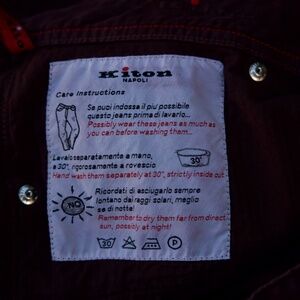 Kiton
NAPOLI
Care Instructions
Se puoi indossa il più possibile
questo jeans prima di lavarlo...
Possibly wear these jeans as much as
you can before washing them...
Lavalo separatamente a mano,
a 30°, rigorosamente a rovescio
30°
Hand wash them separately at 30°, strictly inside out
Ricordati di asciugarlo sempre
lontano dai raggi solari, meglio
se di notte!
NO
Remember to dry them far from direct
sun, possibly at night!
30
P